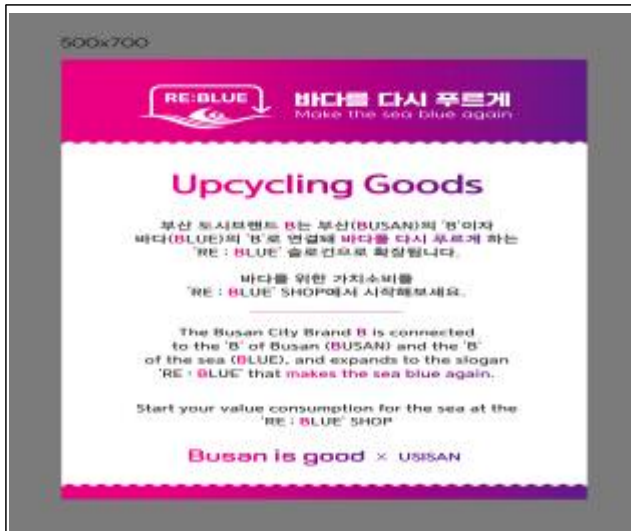 500x700
RE:BLUE
바다를 다시 푸르게
Make the sea blue again
Upcycling Goods
부산 도시브랜드 B는 부산(BUSAN)의 'B'이자
바다(BLUE)의 'B'로 연결돼 바다를 다시 푸르게 하는
'RE : BLUE' 슬로건으로 확장됩니다.
바다를 위한 가치소비를
'RE : BLUE' SHOP에서 시작해보세요.
The Busan City Brand B is connected
to the 'B' of Busan (BUSAN) and the 'B'
of the sea (BLUE), and expands to the slogan
'RE : BLUE' that makes the sea blue again.
Start your value consumption for the sea at the
'RE : BLUE' SHOP
Busan is good × USISAN